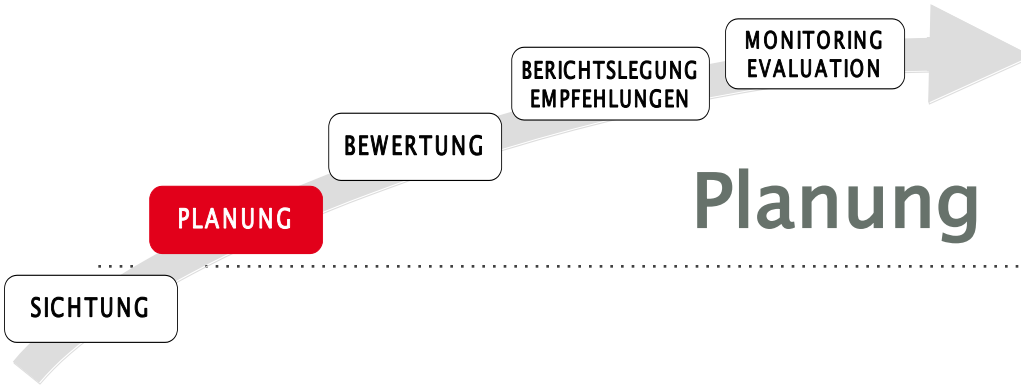 MONITORING
EVALUATION
BERICHTSLEGUNG
EMPFEHLUNGEN
BEWERTUNG
PLANUNG
Planung
SICHTUNG